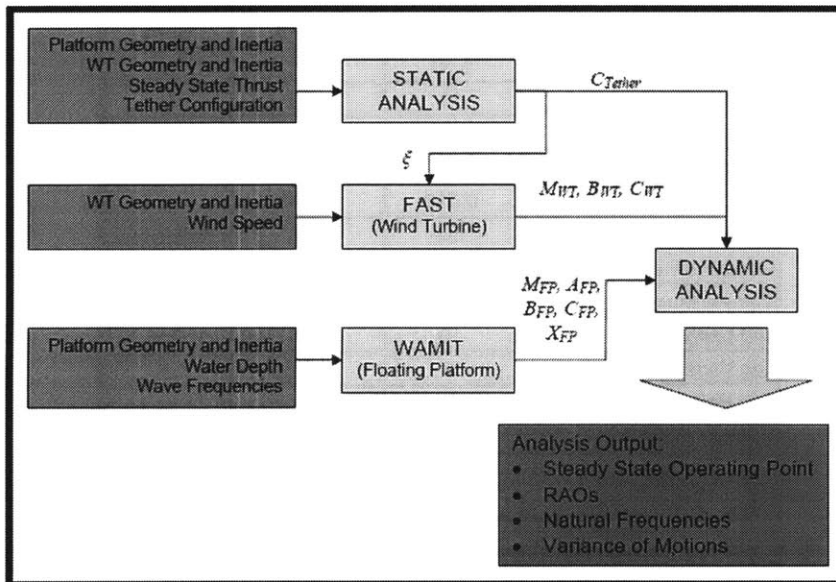 Platform Geometry and Inertia
WT Geometry and Inertia
Steady State Thrust
Tether Configuration
STATIC
ANALYSIS
C_Tether
ξ
WT Geometry and Inertia
Wind Speed
FAST
(Wind Turbine)
M_WT, B_WT, C_WT
DYNAMIC
ANALYSIS
M_FP, A_FP,
B_FP, C_FP,
X_FP
Platform Geometry and Inertia
Water Depth
Wave Frequencies
WAMIT
(Floating Platform)
Analysis Output:
• Steady State Operating Point
• RAOs
• Natural Frequencies
• Variance of Motions